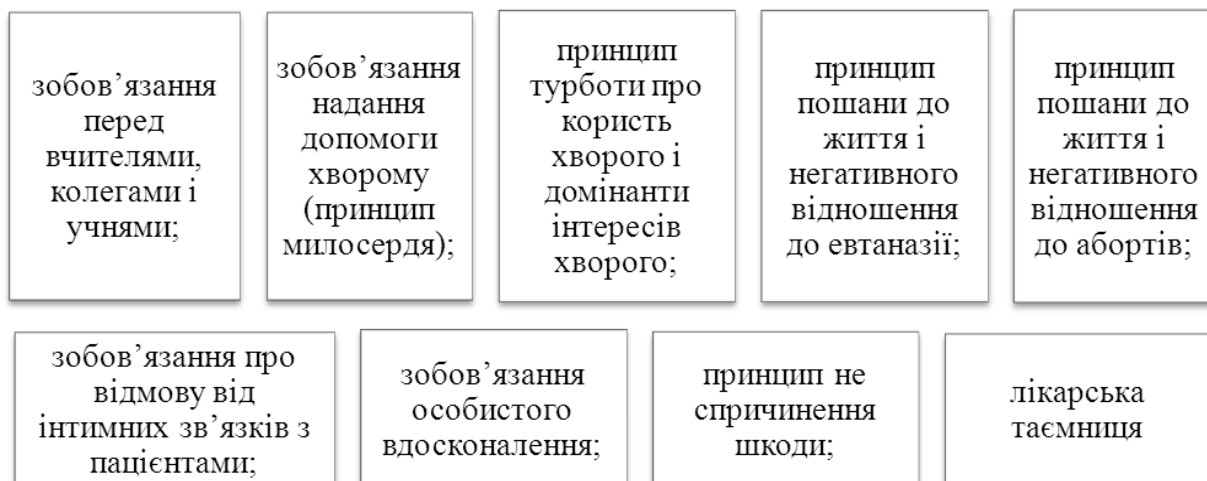 зобов’язання
перед
вчителями,
колегами і
учнями;
зобов’язання
надання
допомоги
хворому
(принцип
милосердя);
принцип
турботи про
користь
хворого і
домінанти
інтересів
хворого;
принцип
пошани до
життя і
негативного
відношення
до евтаназії;
принцип
пошани до
життя і
негативного
відношення
до абортів;
зобов’язання про
відмову від
інтимних зв’язків з
пацієнтами;
зобов’язання
особистого
вдосконалення;
принцип не
спричинення
шкоди;
лікарська
таємниця